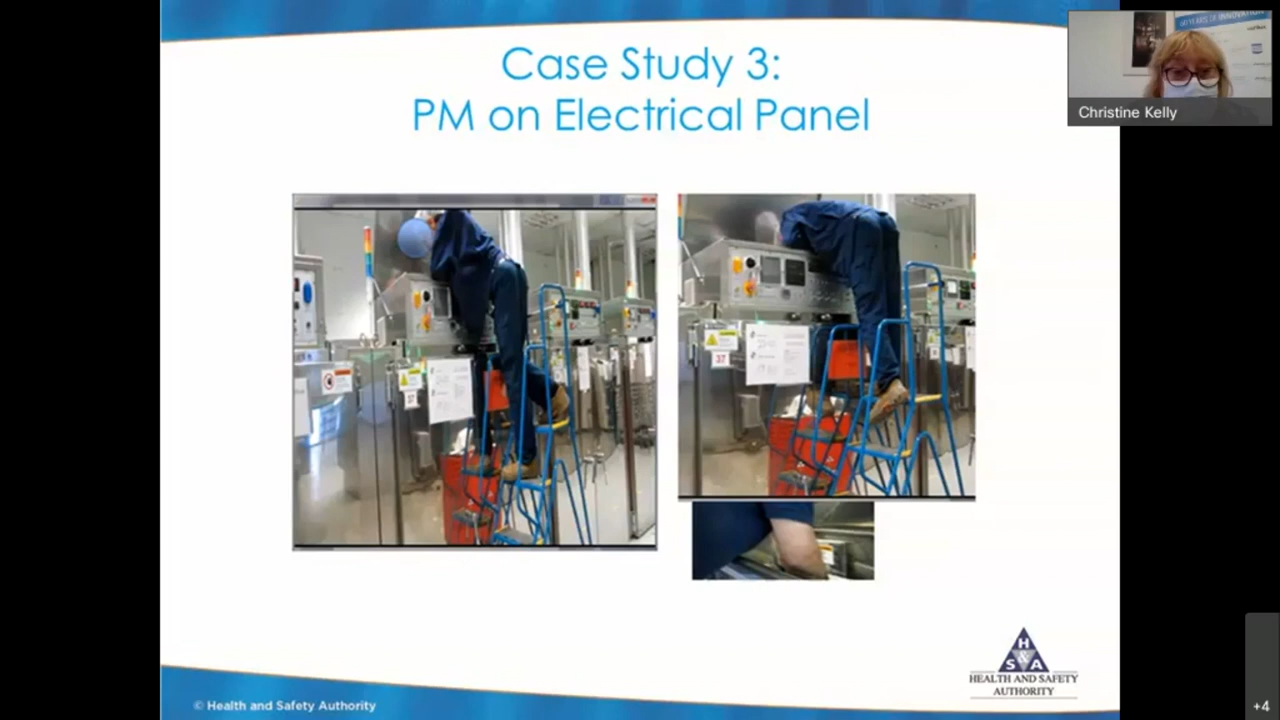 Case Study 3:
PM on Electrical Panel
Christine Kelly
37
H
&
S A
HEALTH AND SAFETY
AUTHORITY
© Health and Safety Authority
+4